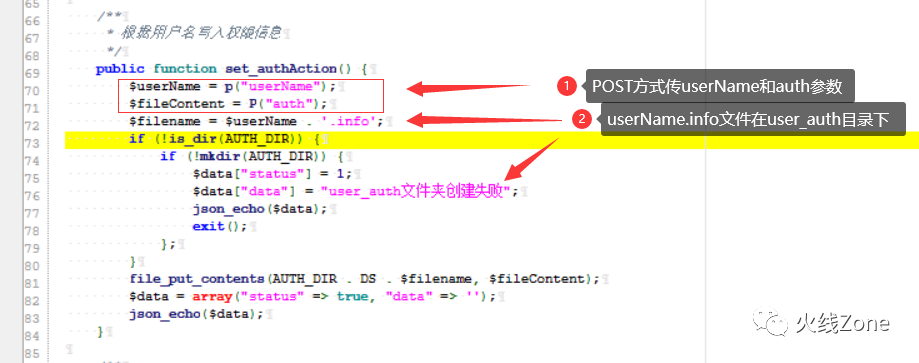 65
66 /**
67 * 根据用户名写入权限信息
68 */
69 public function set_authAction() {
70 $userName = p("userName");
71 $fileContent = P("auth");
72 $filename = $userName . '.info';
73 if (!is_dir(AUTH_DIR)) {
74 if (!mkdir(AUTH_DIR)) {
75 $data["status"] = 1;
76 $data["data"] = "user_auth文件夹创建失败";
77 json_echo($data);
78 exit();
79 };
80 }
81 file_put_contents(AUTH_DIR . DS . $filename, $fileContent);
82 $data = array("status" => true, "data" => '');
83 json_echo($data);
84 }
85
1 POST方式传userName和auth参数
2 userName.info文件在user_auth目录下
火线Zone